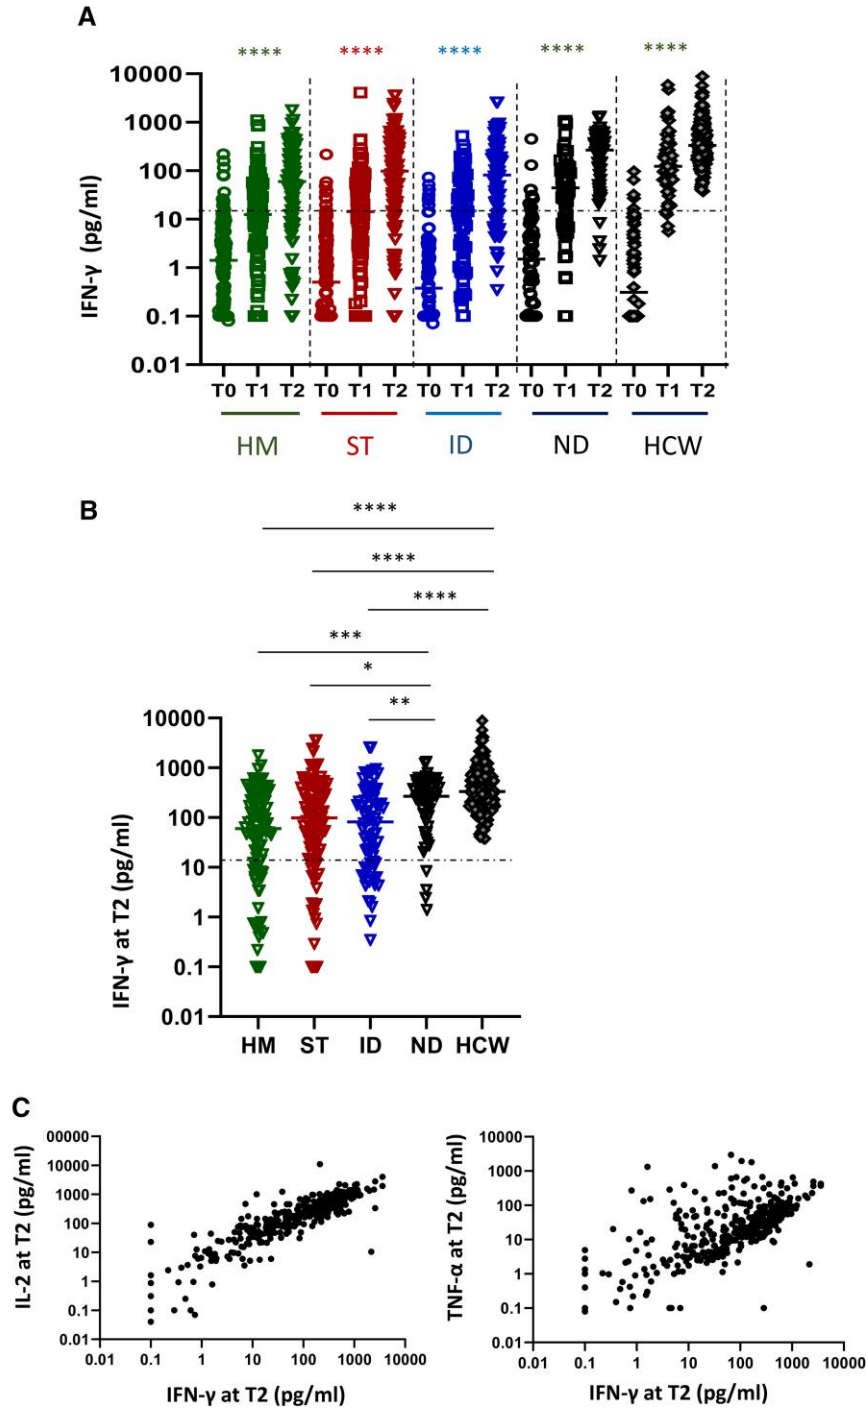 A
**** **** **** **** ****
10000
1000
100
10
1
0.1
0.01
IFN-γ (pg/ml)
T0 T1 T2 T0 T1 T2 T0 T1 T2 T0 T1 T2 T0 T1 T2
HM ST ID ND HCW
B
****
****
****
***
*
**
10000
1000
100
10
1
0.1
0.01
IFN-γ at T2 (pg/ml)
HM ST ID ND HCW
C
00000
10000
1000
100
10
1
0.1
0.01
IL-2 at T2 (pg/ml)
0.01 0.1 1 10 100 1000 10000
IFN-γ at T2 (pg/ml)
10000
1000
100
10
1
0.1
0.01
TNF-α at T2 (pg/ml)
0.01 0.1 1 10 100 1000 10000
IFN-γ at T2 (pg/ml)